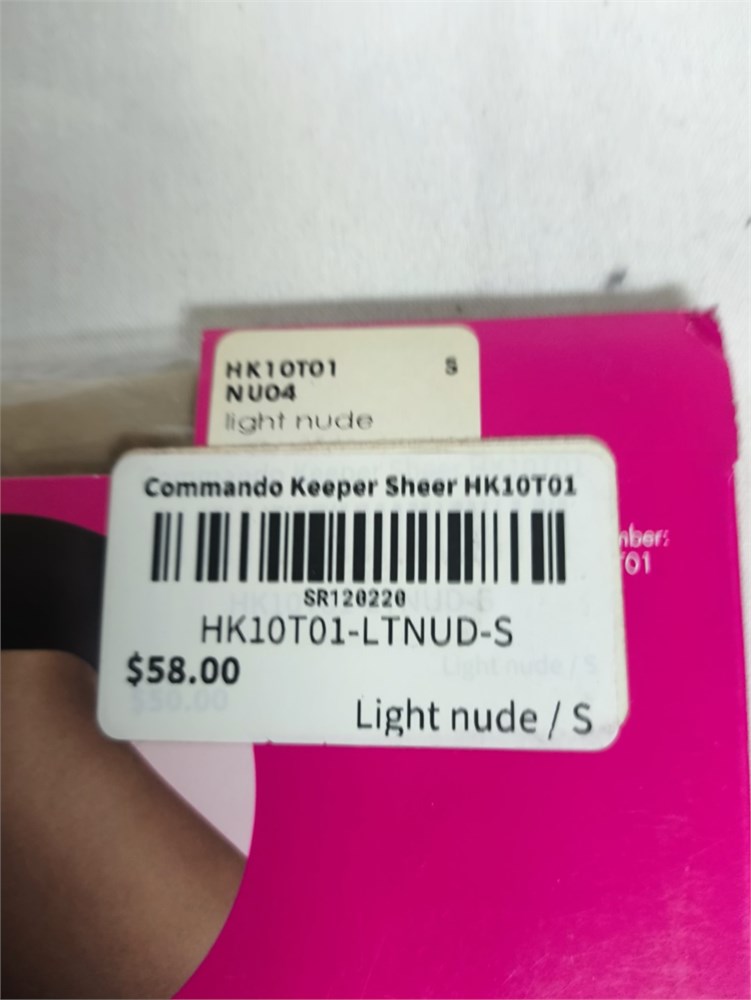 HK10T01 S
NU04
light nude
Commando Keeper Sheer HK10T01
SR120220
HK10T01-LTNUD-S
$58.00
Light nude / S